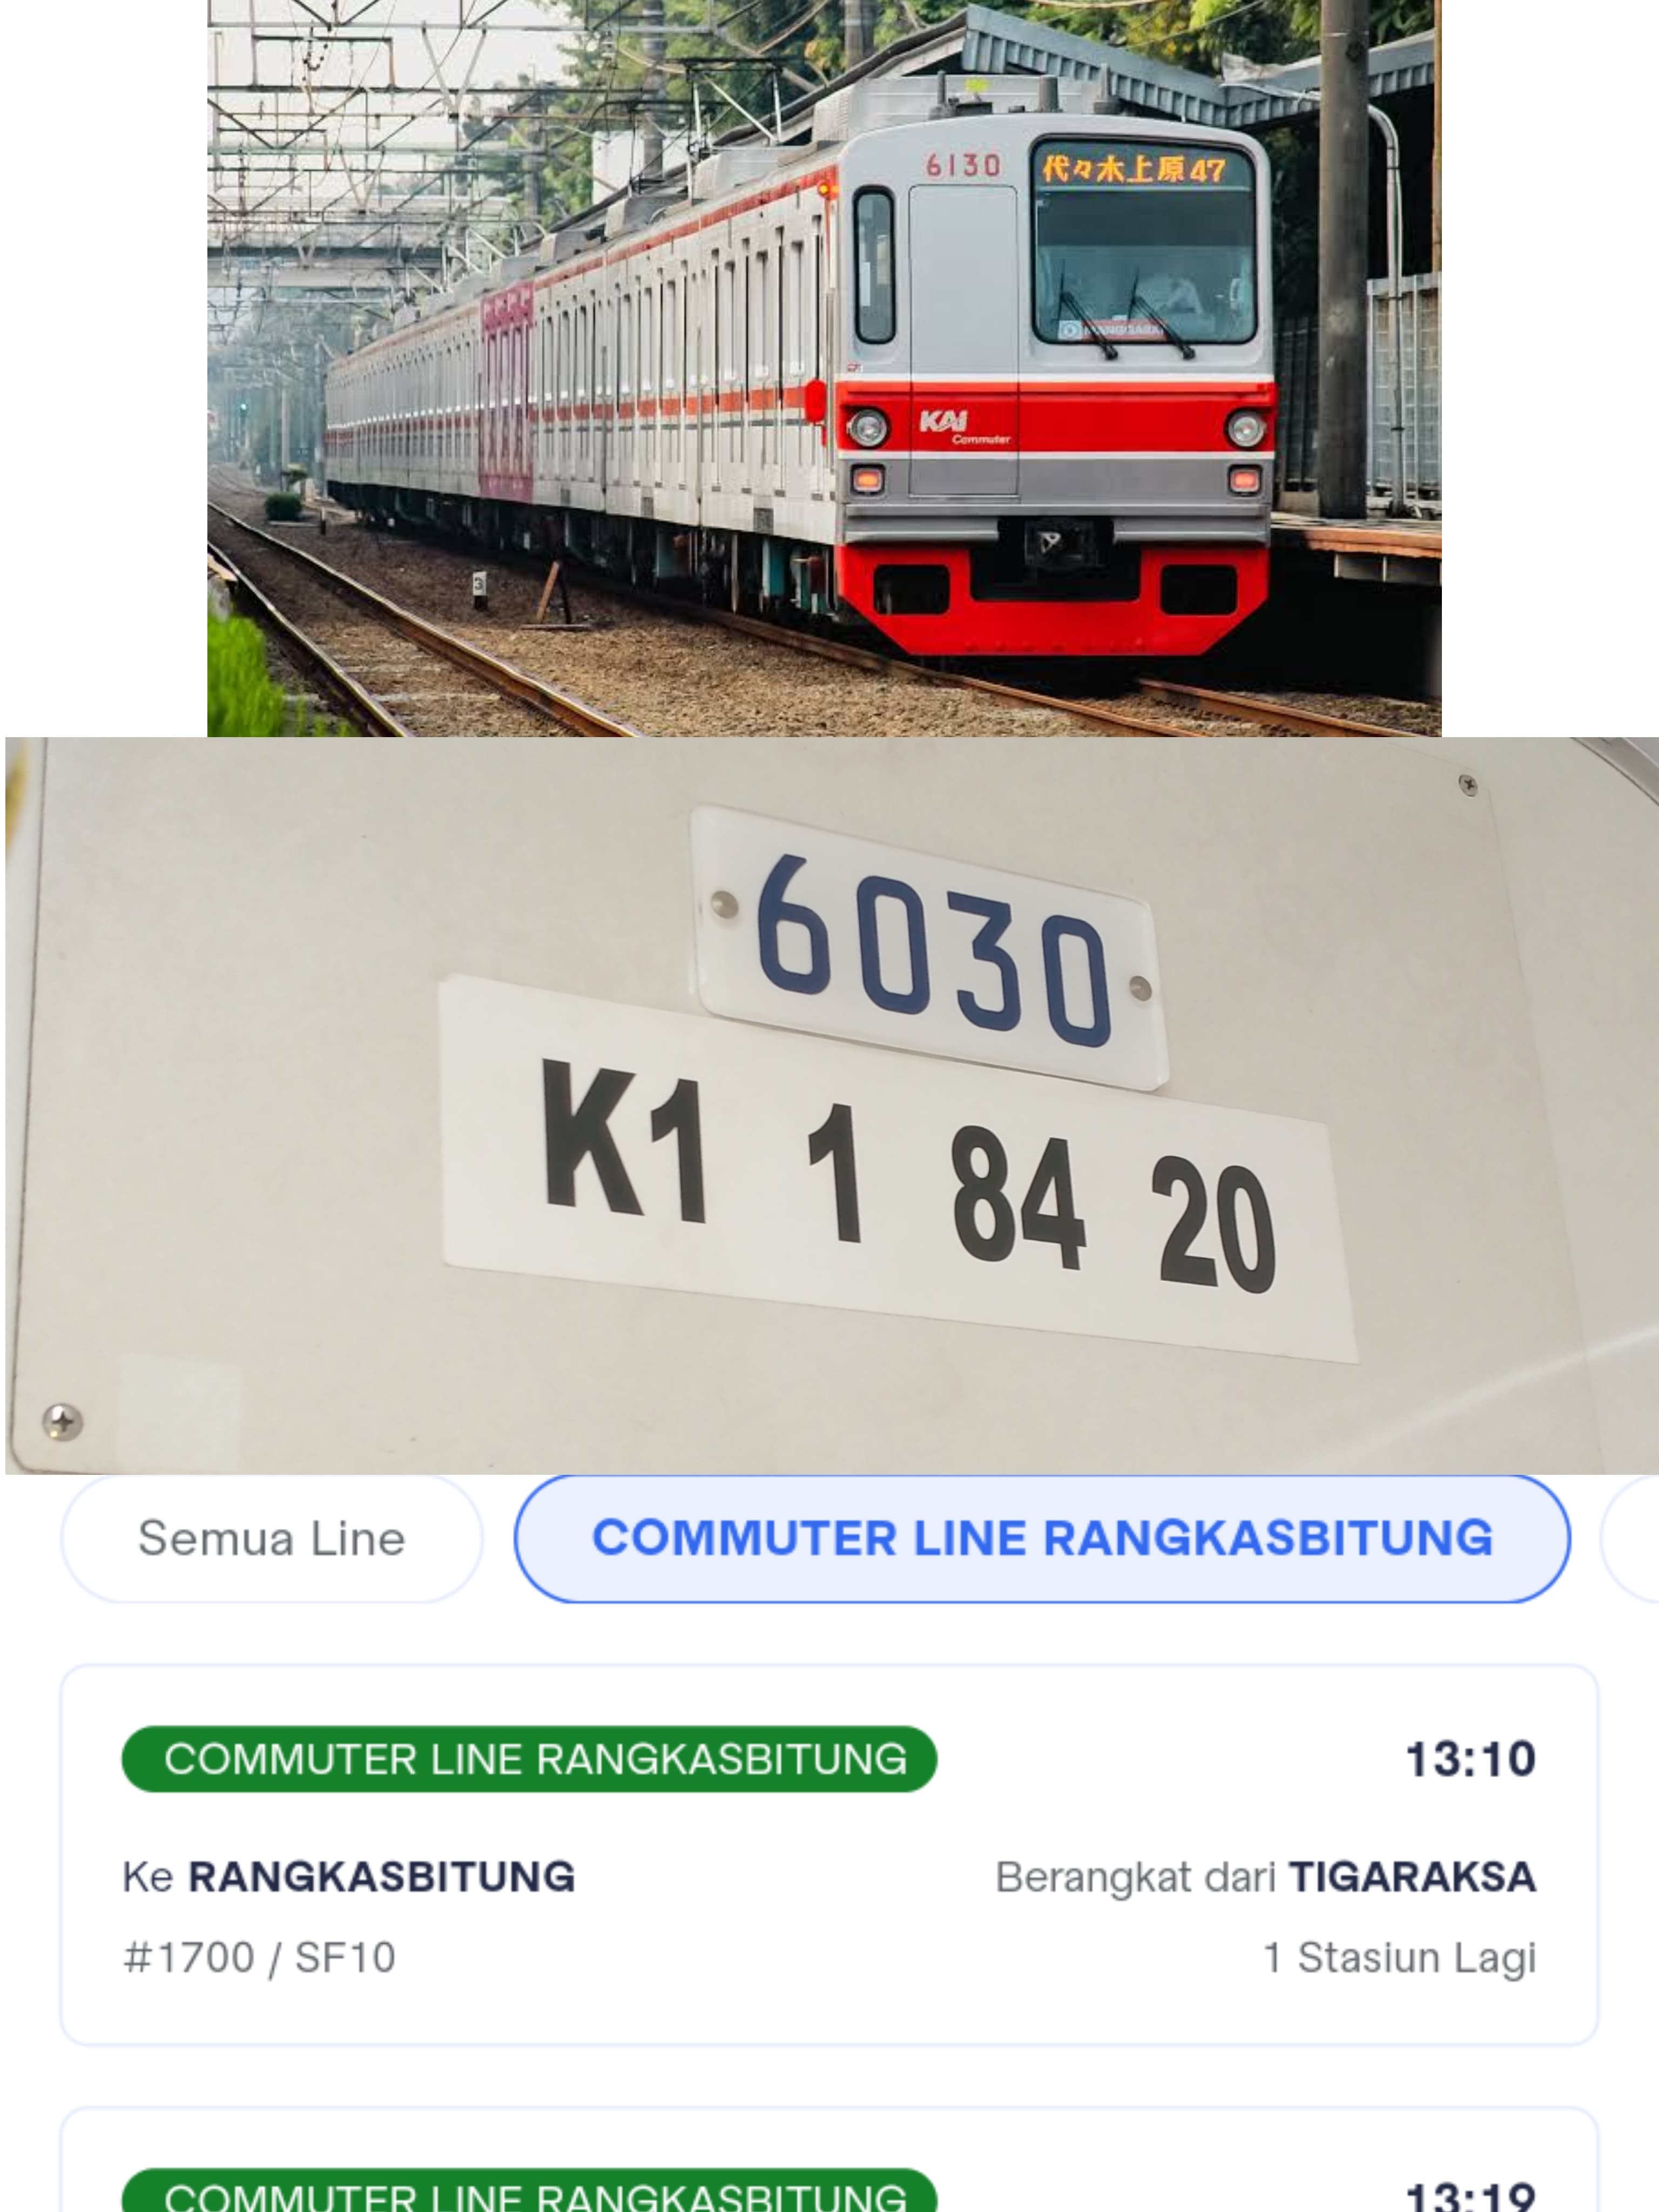 6130
代々木上原47
MANGGARAI
KAI
Commuter
3
6030
K1 1 84 20
Semua Line
COMMUTER LINE RANGKASBITUNG
COMMUTER LINE RANGKASBITUNG
13:10
Ke RANGKASBITUNG
Berangkat dari TIGARAKSA
#1700 / SF10
1 Stasiun Lagi
COMMUTER LINE RANGKASBITUNG
13:19